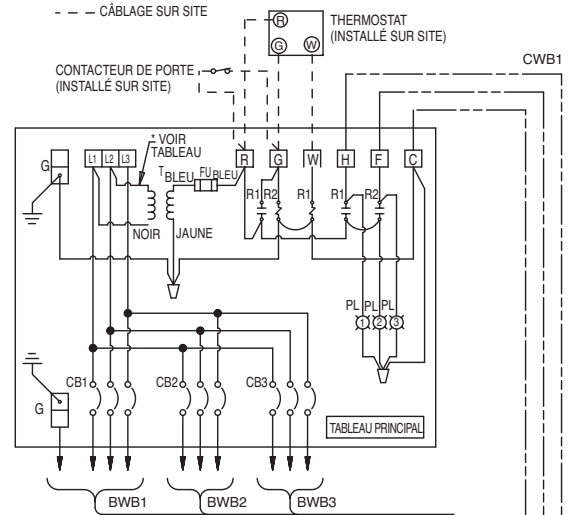 CÂBLAGE SUR SITE
R
THERMOSTAT
(INSTALLÉ SUR SITE)
G W
CONTACTEUR DE PORTE
(INSTALLÉ SUR SITE)
CWB1
* VOIR
TABLEAU
G
L1 L2 L3
R G W H F C
T BLEU FU BLEU
R1 R2 R1 R1 R2
NOIR JAUNE
PL PL PL
1 2 3
CB1 CB2 CB3
G
TABLEAU PRINCIPAL
BWB1 BWB2 BWB3